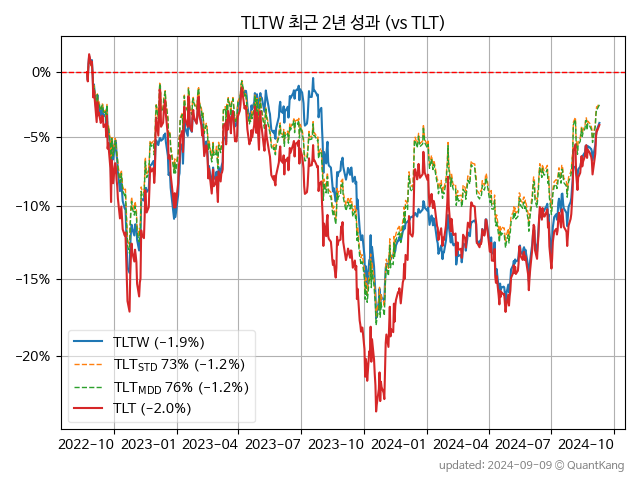 TLTW 최근 2년 성과 (vs TLT)
0%
−5%
−10%
−15%
−20%
TLTW (−1.9%)
TLT_STD 73% (−1.2%)
TLT_MDD 76% (−1.2%)
TLT (−2.0%)
2022−10 2023−01 2023−04 2023−07 2023−10 2024−01 2024−04 2024−07 2024−10
updated: 2024−09−09 © QuantKang